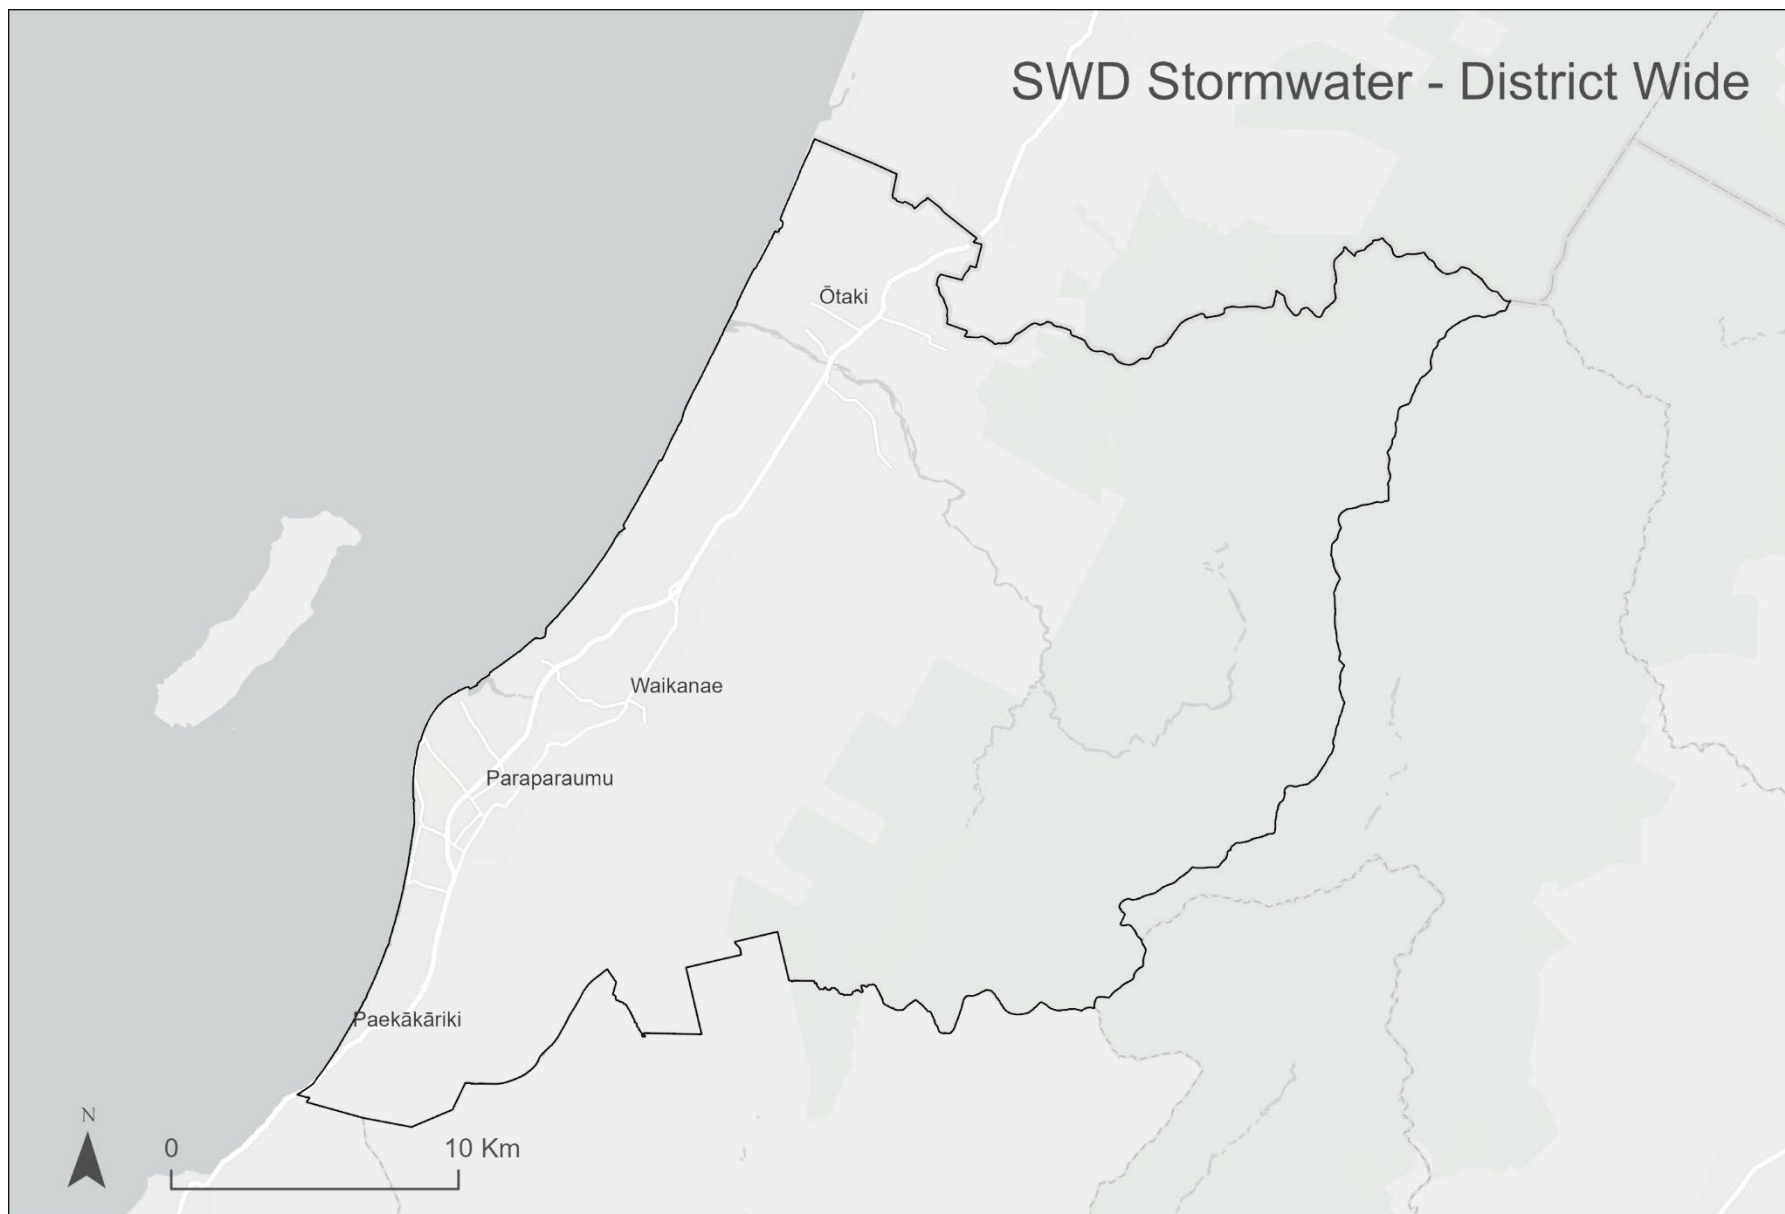 SWD Stormwater - District Wide
Ōtaki
Waikanae
Paraparaumu
Paekākāriki
N
0 10 Km